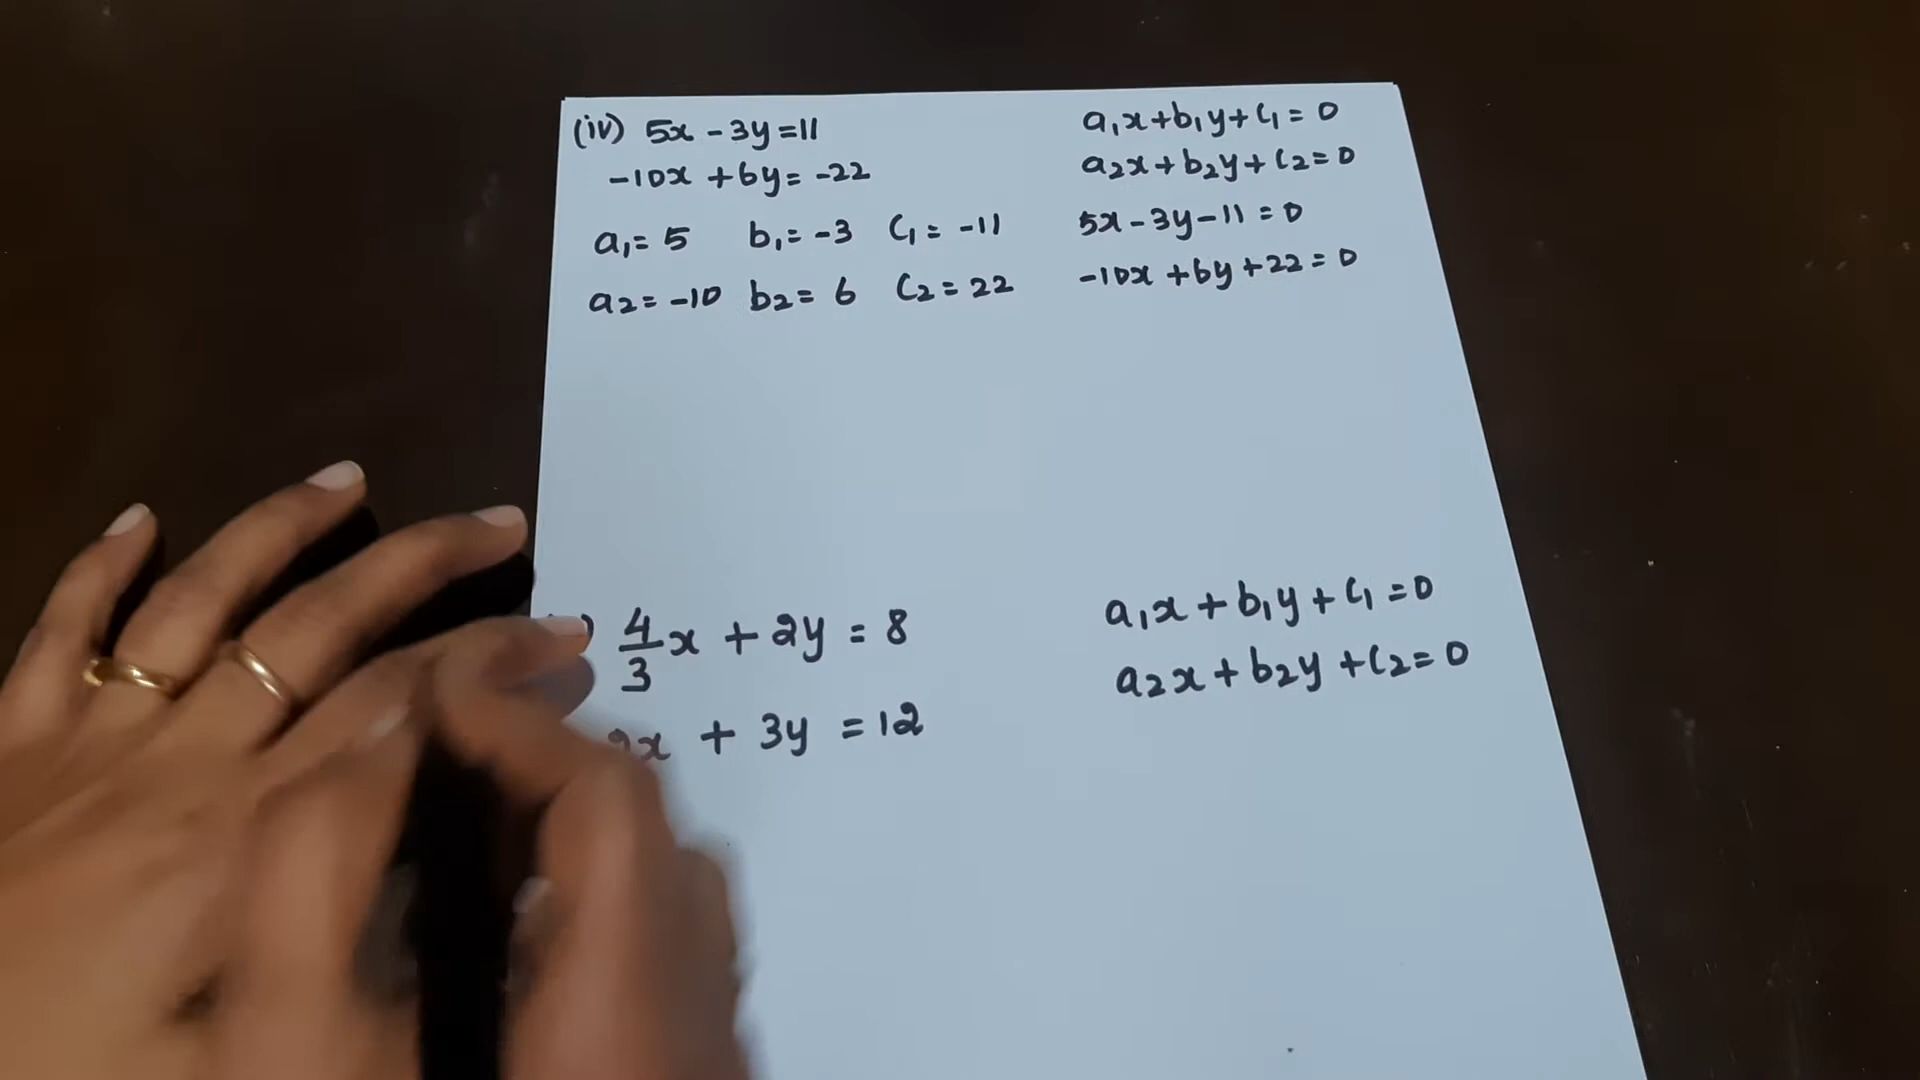 (iv) 5x - 3y = 11
-10x + 6y = -22
a₁ = 5 b₁ = -3 C₁ = -11
a₂ = -10 b₂ = 6 C₂ = 22
a₁x + b₁y + C₁ = 0
a₂x + b₂y + C₂ = 0
5x - 3y - 11 = 0
-10x + 6y + 22 = 0
) 4/3 x + 2y = 8
2x + 3y = 12
a₁x + b₁y + C₁ = 0
a₂x + b₂y + C₂ = 0